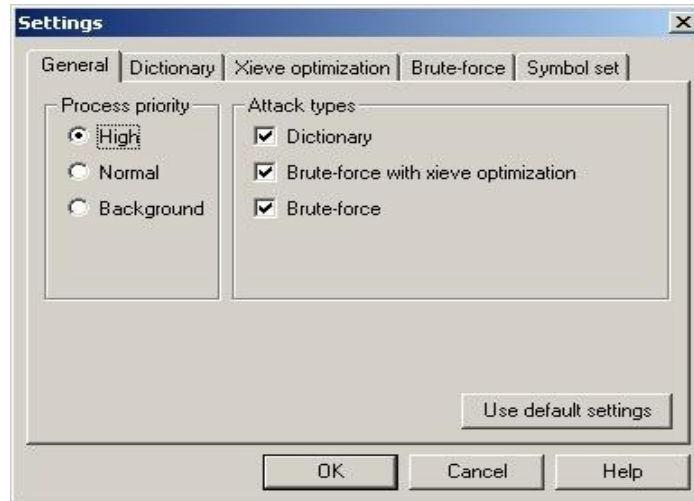 Settings
General Dictionary Xieve optimization Brute-force Symbol set
Process priority
High
Normal
Background
Attack types
Dictionary
Brute-force with xieve optimization
Brute-force
Use default settings
OK Cancel Help